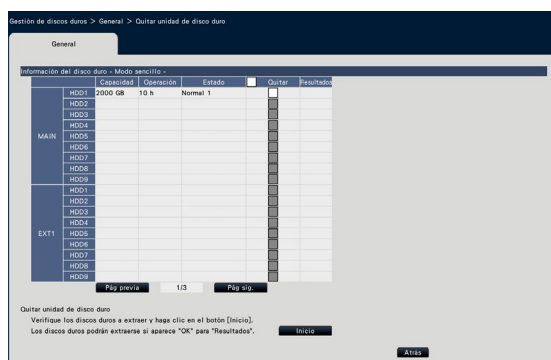 Gestión de discos duros > General > Quitar unidad de disco duro
General
Información del disco duro - Modo sencillo -
Capacidad Operación Estado Quitar Resultados
MAIN
HDD1 2000 GB 10 h Normal 1
HDD2
HDD3
HDD4
HDD5
HDD6
HDD7
HDD8
HDD9
EXT1
HDD1
HDD2
HDD3
HDD4
HDD5
HDD6
HDD7
HDD8
HDD9
Pág previa 1/3 Pág sig.
Quitar unidad de disco duro
Verifique los discos duros a extraer y haga clic en el botón [Inicio].
Los discos duros podrán extraerse si aparece "OK" para "Resultados". Inicio
Atrás